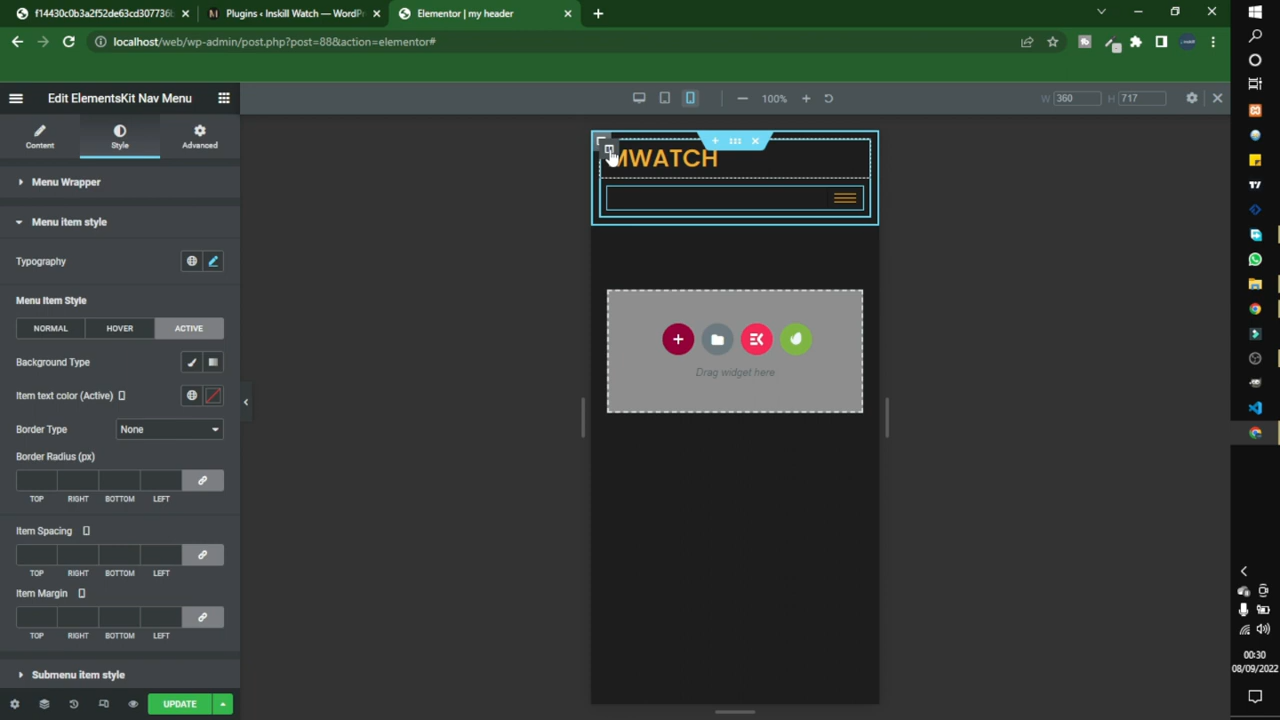 f14430c0b3a2f52de63cd307736b
Plugins ‹ Inskill Watch — WordPr
Elementor | my header
localhost/web/wp-admin/post.php?post=88&action=elementor#
Edit ElementsKit Nav Menu
100%
W 360
H 717
Content
Style
Advanced
MWATCH
Menu Wrapper
Menu item style
Typography
Menu Item Style
NORMAL
HOVER
ACTIVE
Background Type
Item text color (Active)
Border Type
None
Border Radius (px)
TOP
RIGHT
BOTTOM
LEFT
Drag widget here
Item Spacing
TOP
RIGHT
BOTTOM
LEFT
Item Margin
TOP
RIGHT
BOTTOM
LEFT
Submenu item style
UPDATE
00:30
08/09/2022